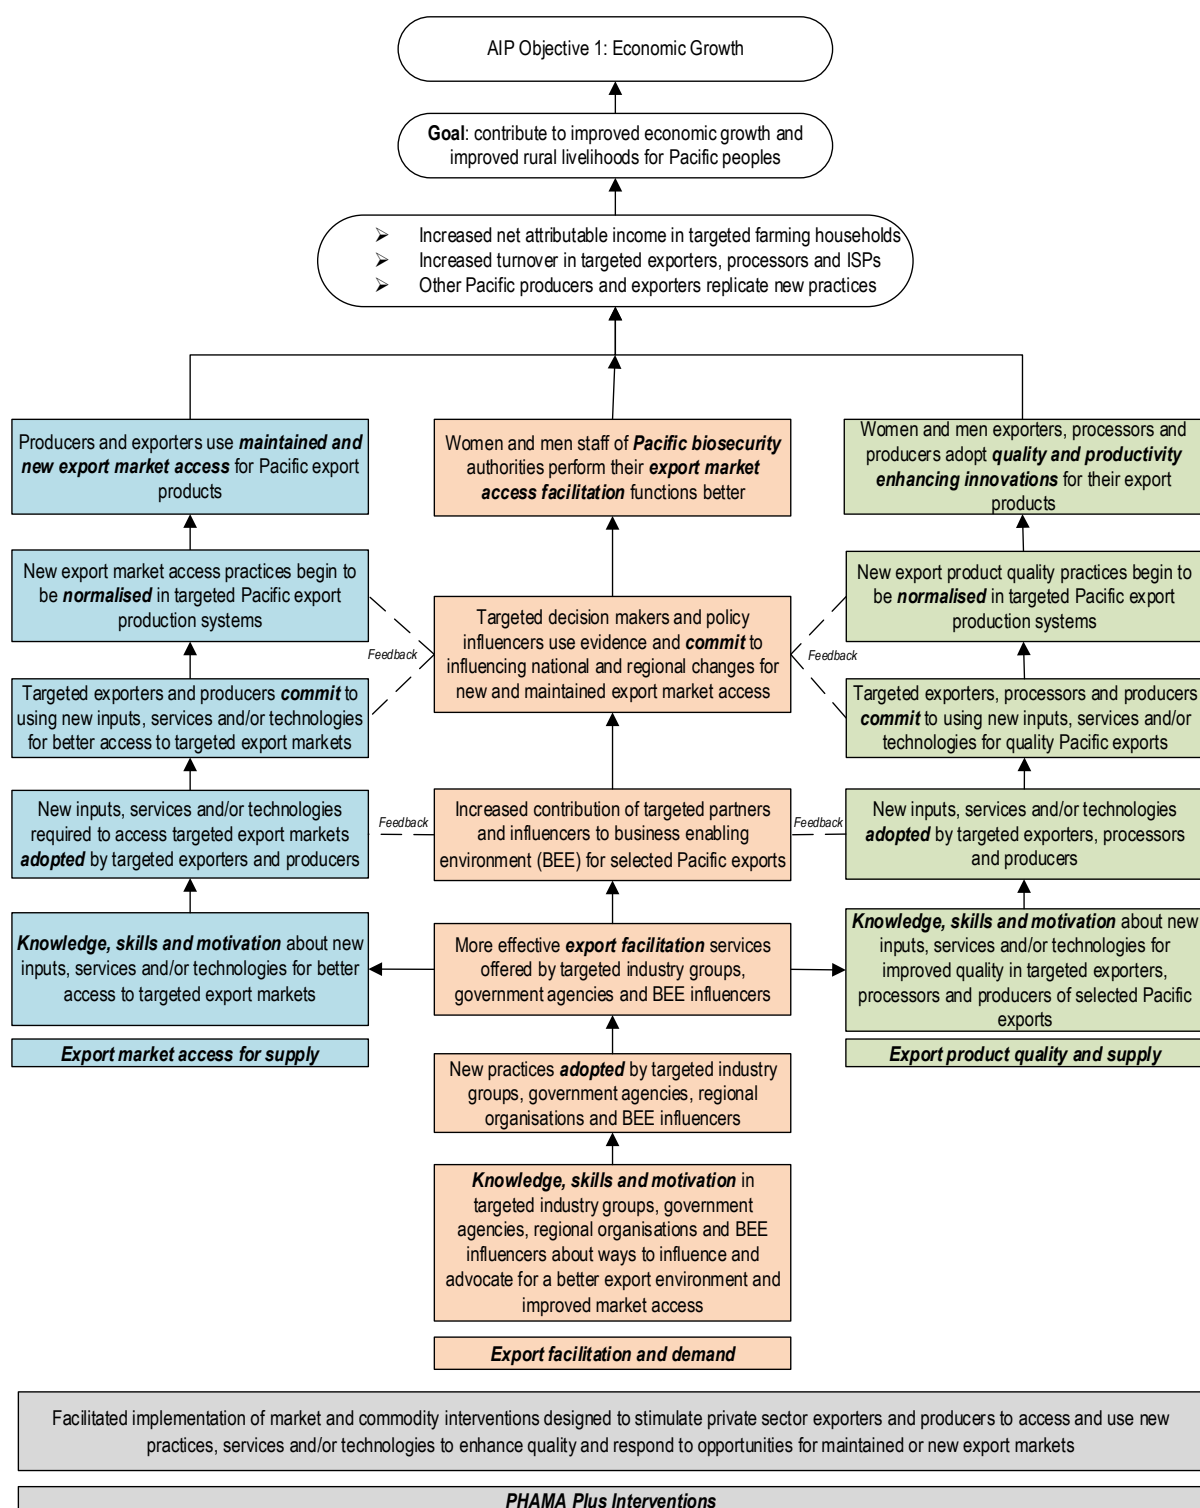 AIP Objective 1: Economic Growth
Goal: contribute to improved economic growth and
improved rural livelihoods for Pacific peoples
➢ Increased net attributable income in targeted farming households
➢ Increased turnover in targeted exporters, processors and ISPs
➢ Other Pacific producers and exporters replicate new practices
Producers and exporters use maintained and
new export market access for Pacific export
products
Women and men staff of Pacific biosecurity
authorities perform their export market
access facilitation functions better
Women and men exporters, processors and
producers adopt quality and productivity
enhancing innovations for their export
products
New export market access practices begin to
be normalised in targeted Pacific export
production systems
Targeted decision makers and policy
influencers use evidence and commit to
influencing national and regional changes for
new and maintained export market access
New export product quality practices begin to
be normalised in targeted Pacific export
production systems
Feedback
Feedback
Targeted exporters and producers commit to
using new inputs, services and/or technologies
for better access to targeted export markets
Targeted exporters, processors and producers
commit to using new inputs, services and/or
technologies for quality Pacific exports
New inputs, services and/or technologies
required to access targeted export markets
adopted by targeted exporters and producers
Feedback
Increased contribution of targeted partners
and influencers to business enabling
environment (BEE) for selected Pacific exports
Feedback
New inputs, services and/or technologies
adopted by targeted exporters, processors
and producers
Knowledge, skills and motivation about new
inputs, services and/or technologies for better
access to targeted export markets
More effective export facilitation services
offered by targeted industry groups,
government agencies and BEE influencers
Knowledge, skills and motivation about new
inputs, services and/or technologies for
improved quality in targeted exporters,
processors and producers of selected Pacific
exports
Export market access for supply
Export product quality and supply
New practices adopted by targeted industry
groups, government agencies, regional
organisations and BEE influencers
Knowledge, skills and motivation in
targeted industry groups, government
agencies, regional organisations and BEE
influencers about ways to influence and
advocate for a better export environment and
improved market access
Export facilitation and demand
Facilitated implementation of market and commodity interventions designed to stimulate private sector exporters and producers to access and use new
practices, services and/or technologies to enhance quality and respond to opportunities for maintained or new export markets
PHAMA Plus Interventions